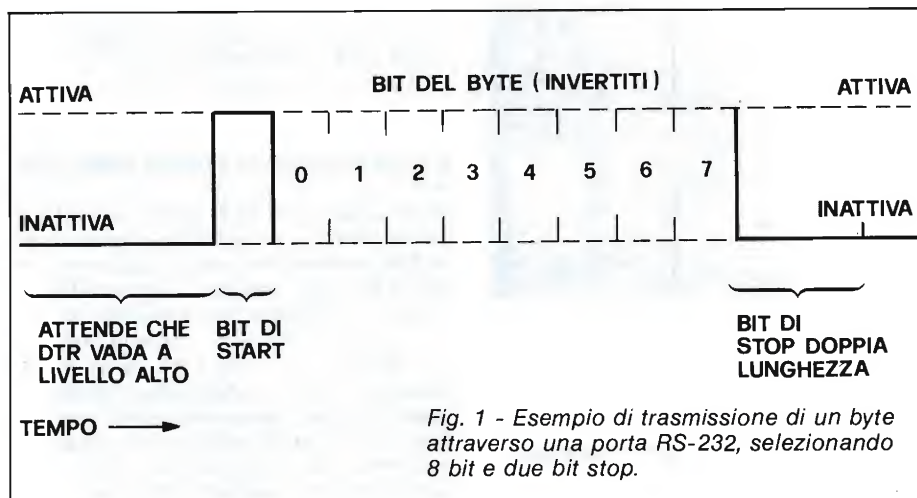 BIT DEL BYTE (INVERTITI)
ATTIVA
ATTIVA
0 1 2 3 4 5 6 7
INATTIVA
INATTIVA
ATTENDE CHE
DTR VADA A
LIVELLO ALTO
BIT DI
START
BIT DI
STOP DOPPIA
LUNGHEZZA
TEMPO
Fig. 1 - Esempio di trasmissione di un byte
attraverso una porta RS-232, selezionando
8 bit e due bit stop.